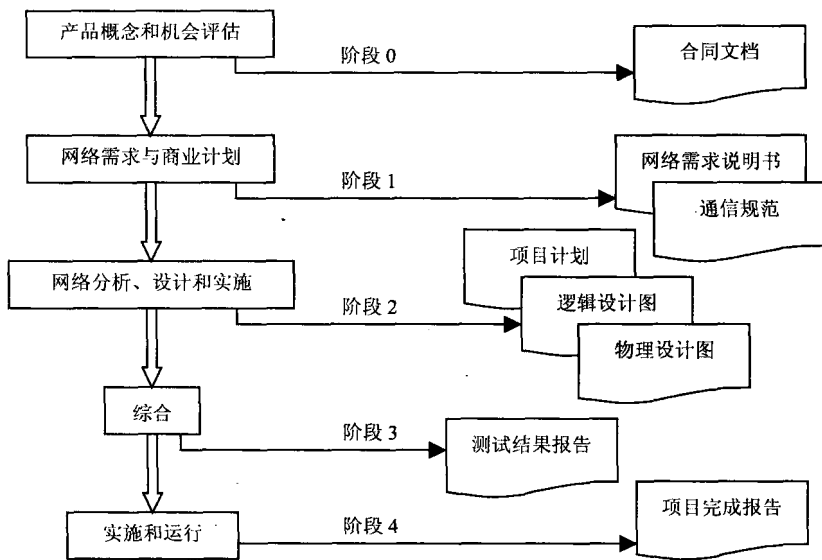 产品概念和机会评估
阶段 0
合同文档
网络需求与商业计划
阶段 1
网络需求说明书
通信规范
网络分析、设计和实施
阶段 2
项目计划
逻辑设计图
物理设计图
综合
阶段 3
测试结果报告
实施和运行
阶段 4
项目完成报告